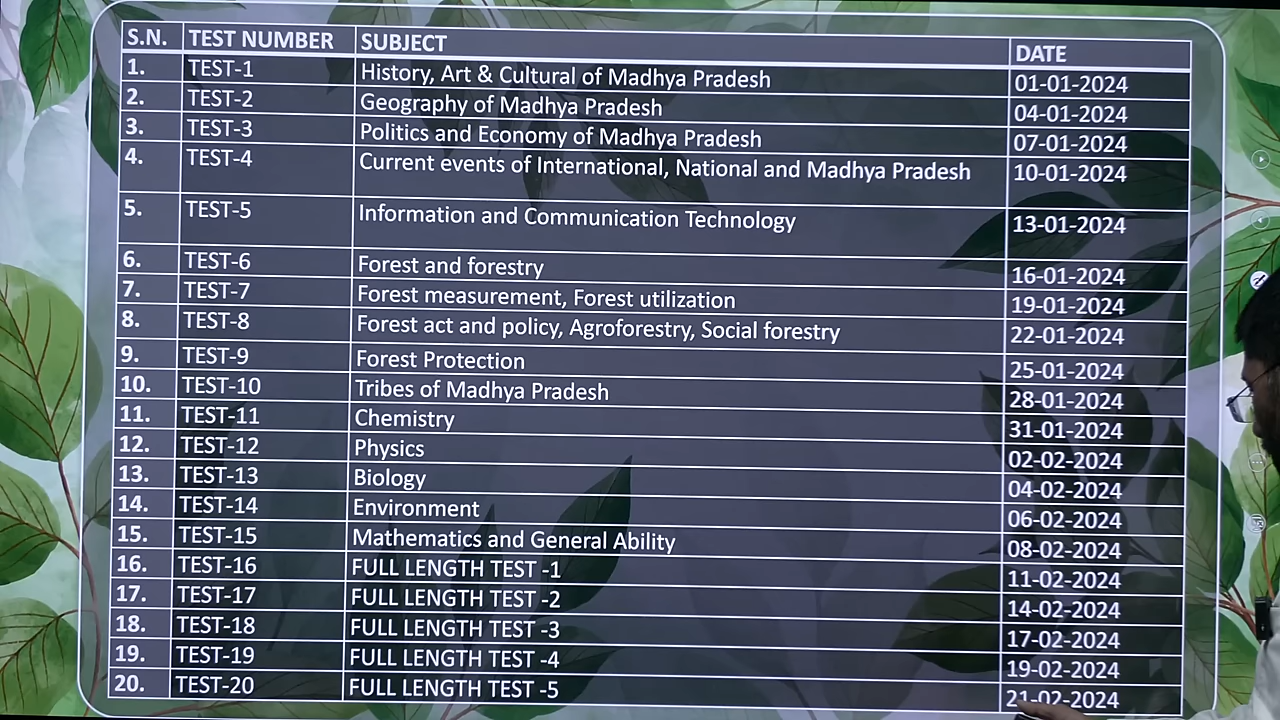 S.N. TEST NUMBER SUBJECT DATE
1. TEST-1 History, Art & Cultural of Madhya Pradesh 01-01-2024
2. TEST-2 Geography of Madhya Pradesh 04-01-2024
3. TEST-3 Politics and Economy of Madhya Pradesh 07-01-2024
4. TEST-4 Current events of International, National and Madhya Pradesh 10-01-2024
5. TEST-5 Information and Communication Technology 13-01-2024
6. TEST-6 Forest and forestry 16-01-2024
7. TEST-7 Forest measurement, Forest utilization 19-01-2024
8. TEST-8 Forest act and policy, Agroforestry, Social forestry 22-01-2024
9. TEST-9 Forest Protection 25-01-2024
10. TEST-10 Tribes of Madhya Pradesh 28-01-2024
11. TEST-11 Chemistry 31-01-2024
12. TEST-12 Physics 02-02-2024
13. TEST-13 Biology 04-02-2024
14. TEST-14 Environment 06-02-2024
15. TEST-15 Mathematics and General Ability 08-02-2024
16. TEST-16 FULL LENGTH TEST -1 11-02-2024
17. TEST-17 FULL LENGTH TEST -2 14-02-2024
18. TEST-18 FULL LENGTH TEST -3 17-02-2024
19. TEST-19 FULL LENGTH TEST -4 19-02-2024
20. TEST-20 FULL LENGTH TEST -5 21-02-2024